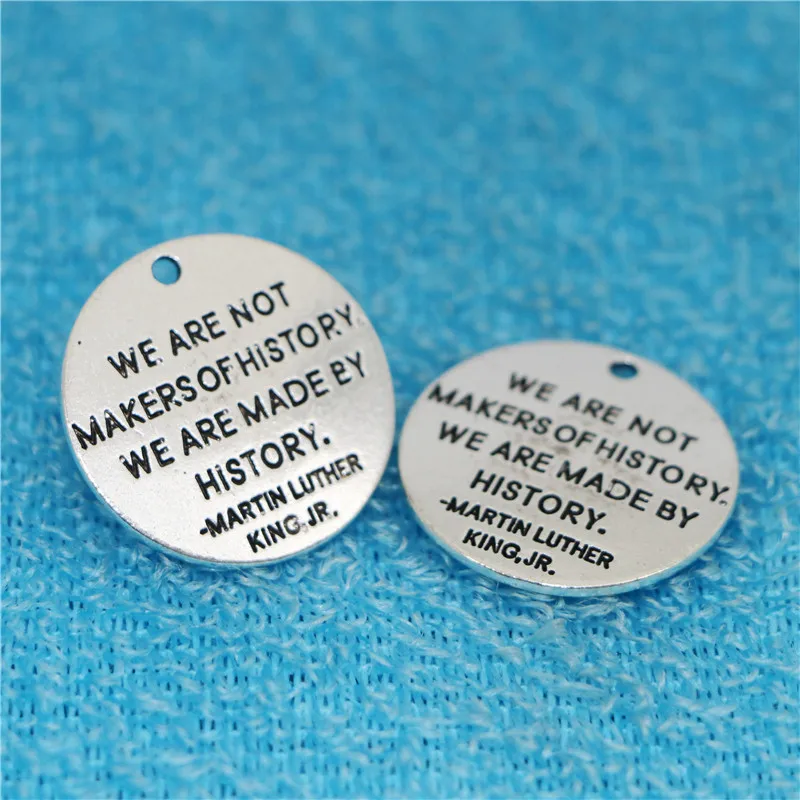 WE ARE NOT
MAKERS OF HISTORY.
WE ARE MADE BY
HISTORY.
-MARTIN LUTHER
KING, JR.
WE ARE NOT
MAKERS OF HISTORY.
WE ARE MADE BY
HISTORY.
-MARTIN LUTHER
KING, JR.